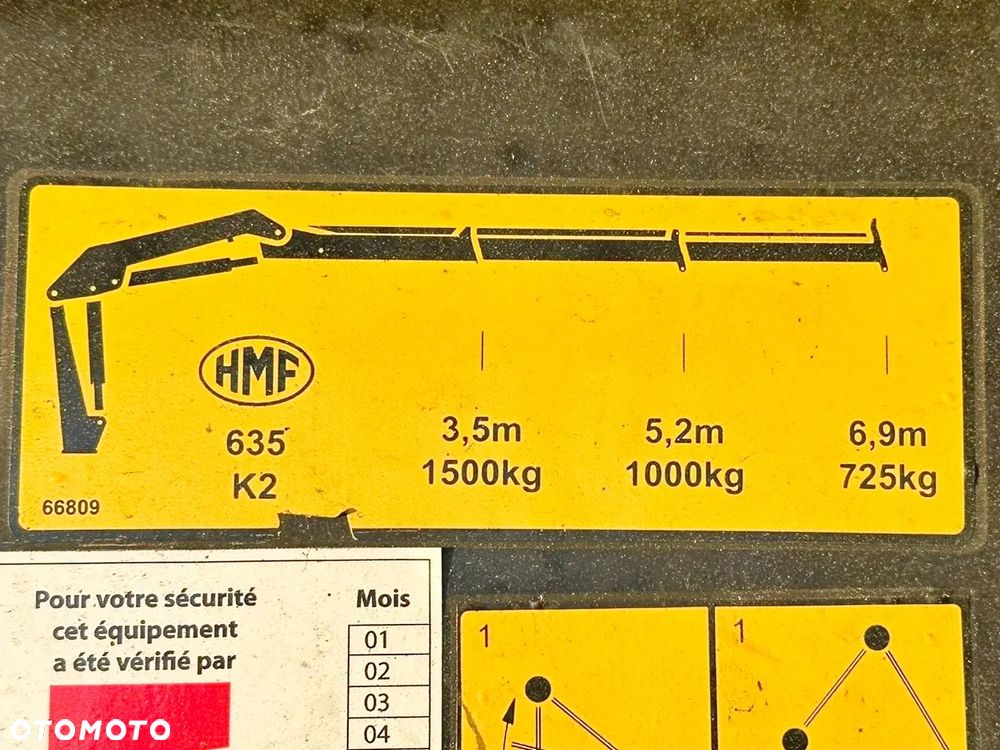 HMF
635
K2
3,5m
1500kg
5,2m
1000kg
6,9m
725kg
66809
Pour votre sécurité
cet équipement
a été vérifié par
Mois
01
02
03
04
1
1
OTOMOTO